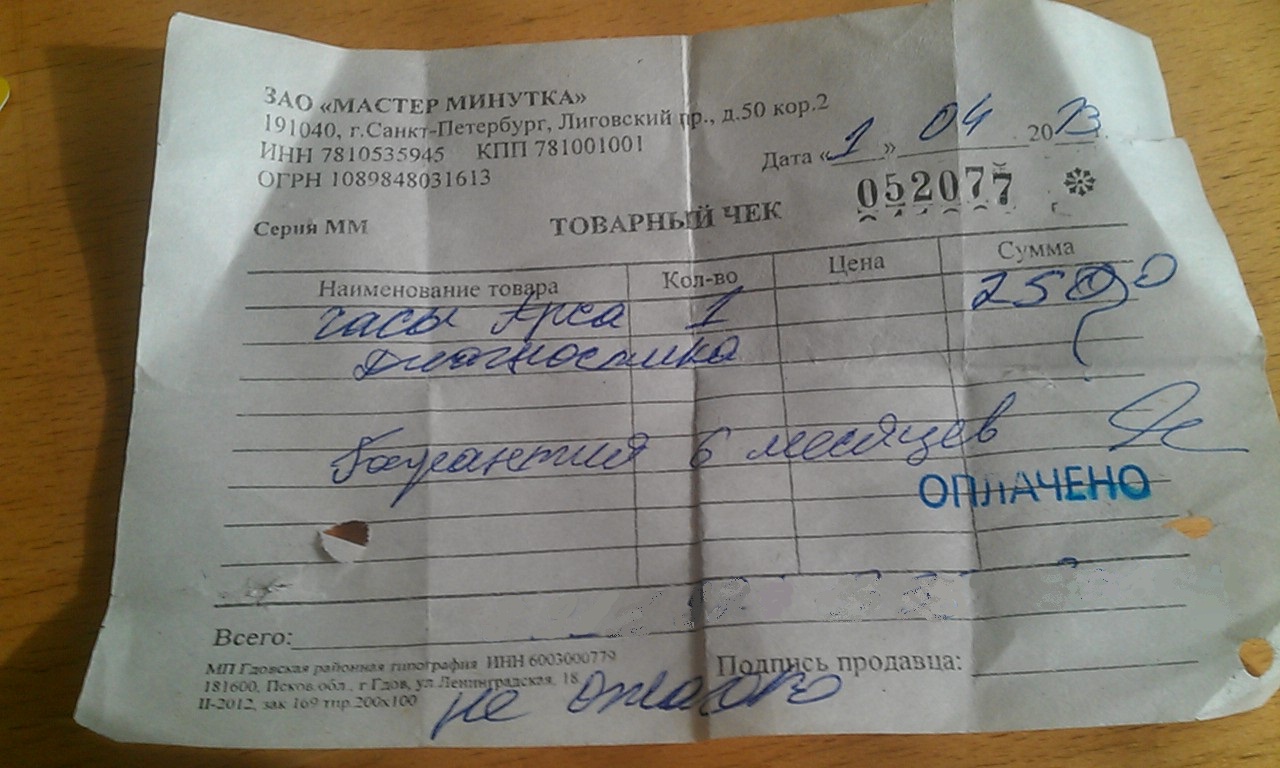 ЗАО «МАСТЕР МИНУТКА»
191040, г.Санкт-Петербург, Лиговский пр., д.50 кор.2
ИНН 7810535945 КПП 781001001
ОГРН 1089848031613
Дата «1» 04 2013 г.
052077
Серия ММ
ТОВАРНЫЙ ЧЕК
Наименование товара Кол-во Цена Сумма
часы 1 2500
Диагностика
Гарантия 6 месяцев
ОПЛАЧЕНО
Всего:
Подпись продавца:
МП Гдовская районная типография ИНН 6003000779
181600, Псков.обл., г Гдов, ул.Ленинградская, 18
II-2012, зак 169 тир.200х100
не